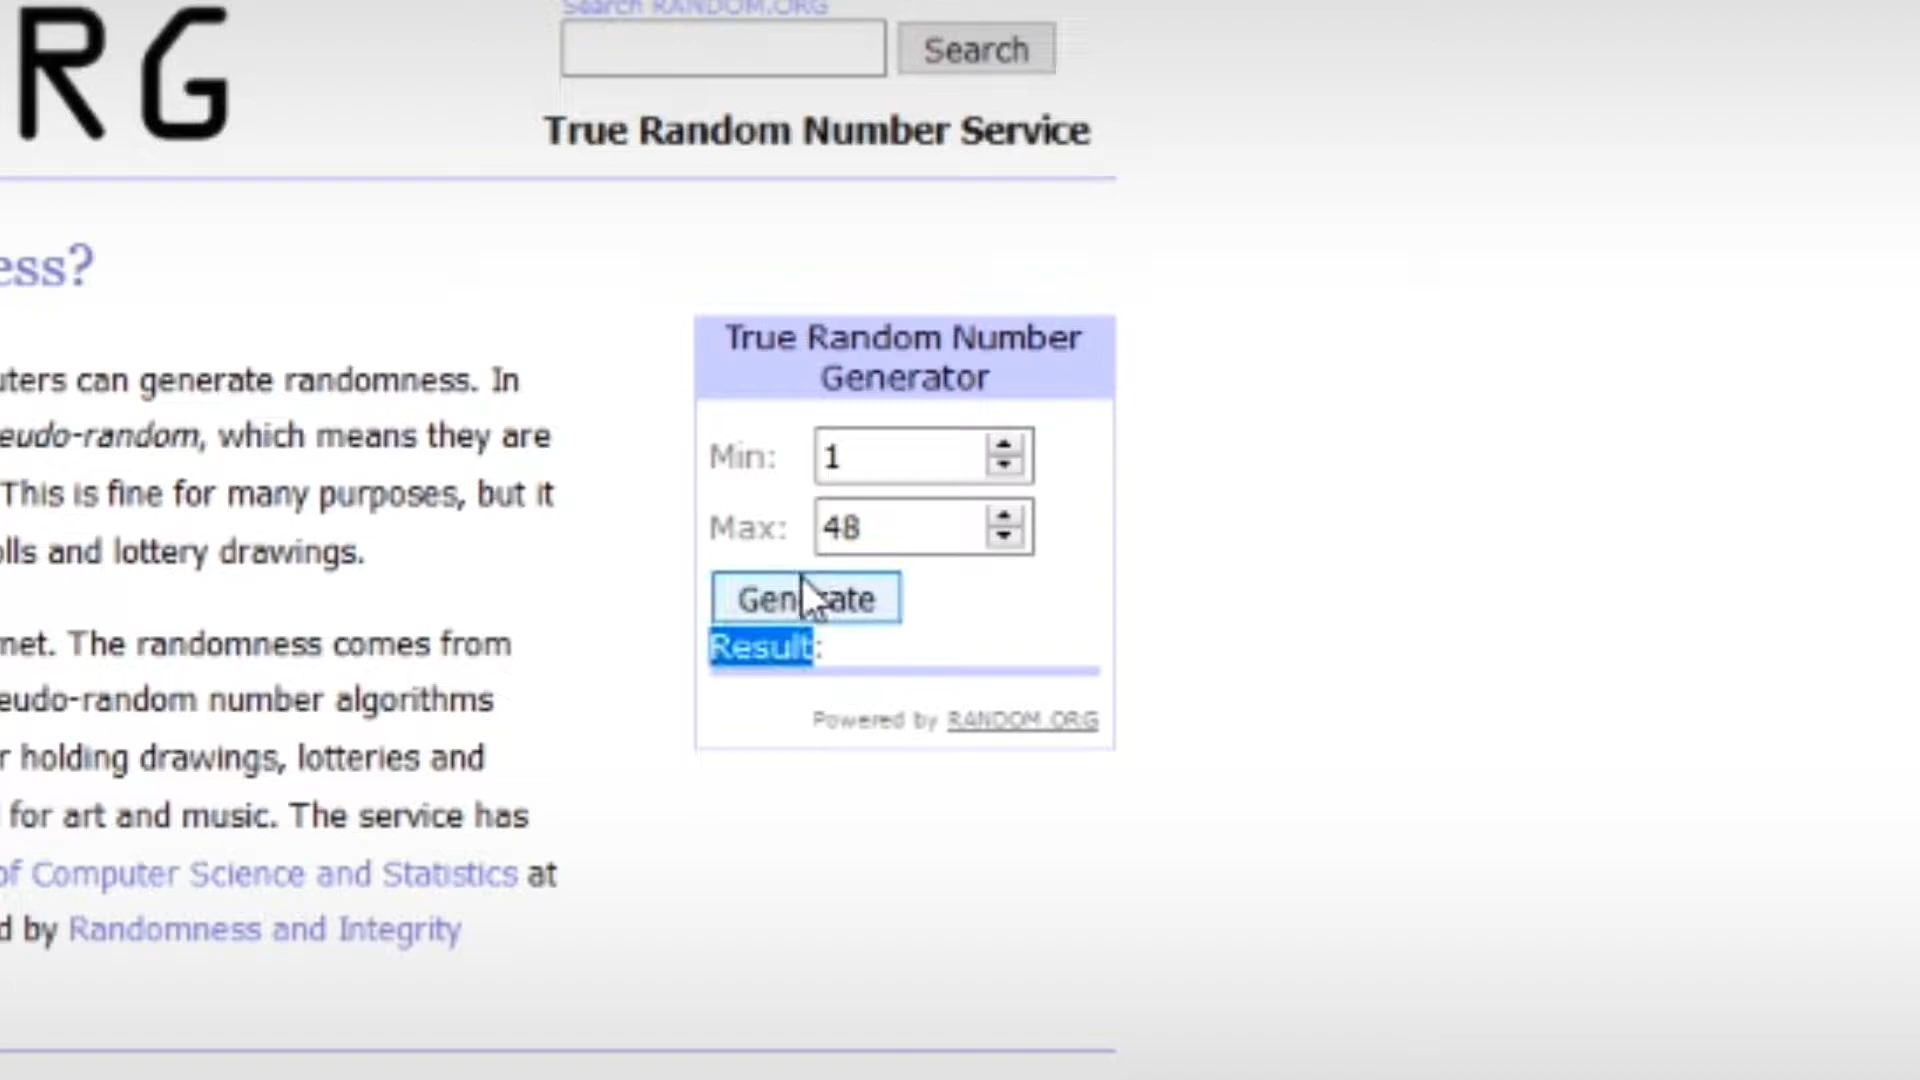 RG
Search RANDOM.ORG
Search
True Random Number Service
ess?
True Random Number
Generator
Min: 1
Max: 48
Generate
Result:
Powered by RANDOM.ORG
uters can generate randomness. In
eudo-random, which means they are
This is fine for many purposes, but it
olls and lottery drawings.
rnet. The randomness comes from
eudo-random number algorithms
r holding drawings, lotteries and
for art and music. The service has
of Computer Science and Statistics at
d by Randomness and Integrity